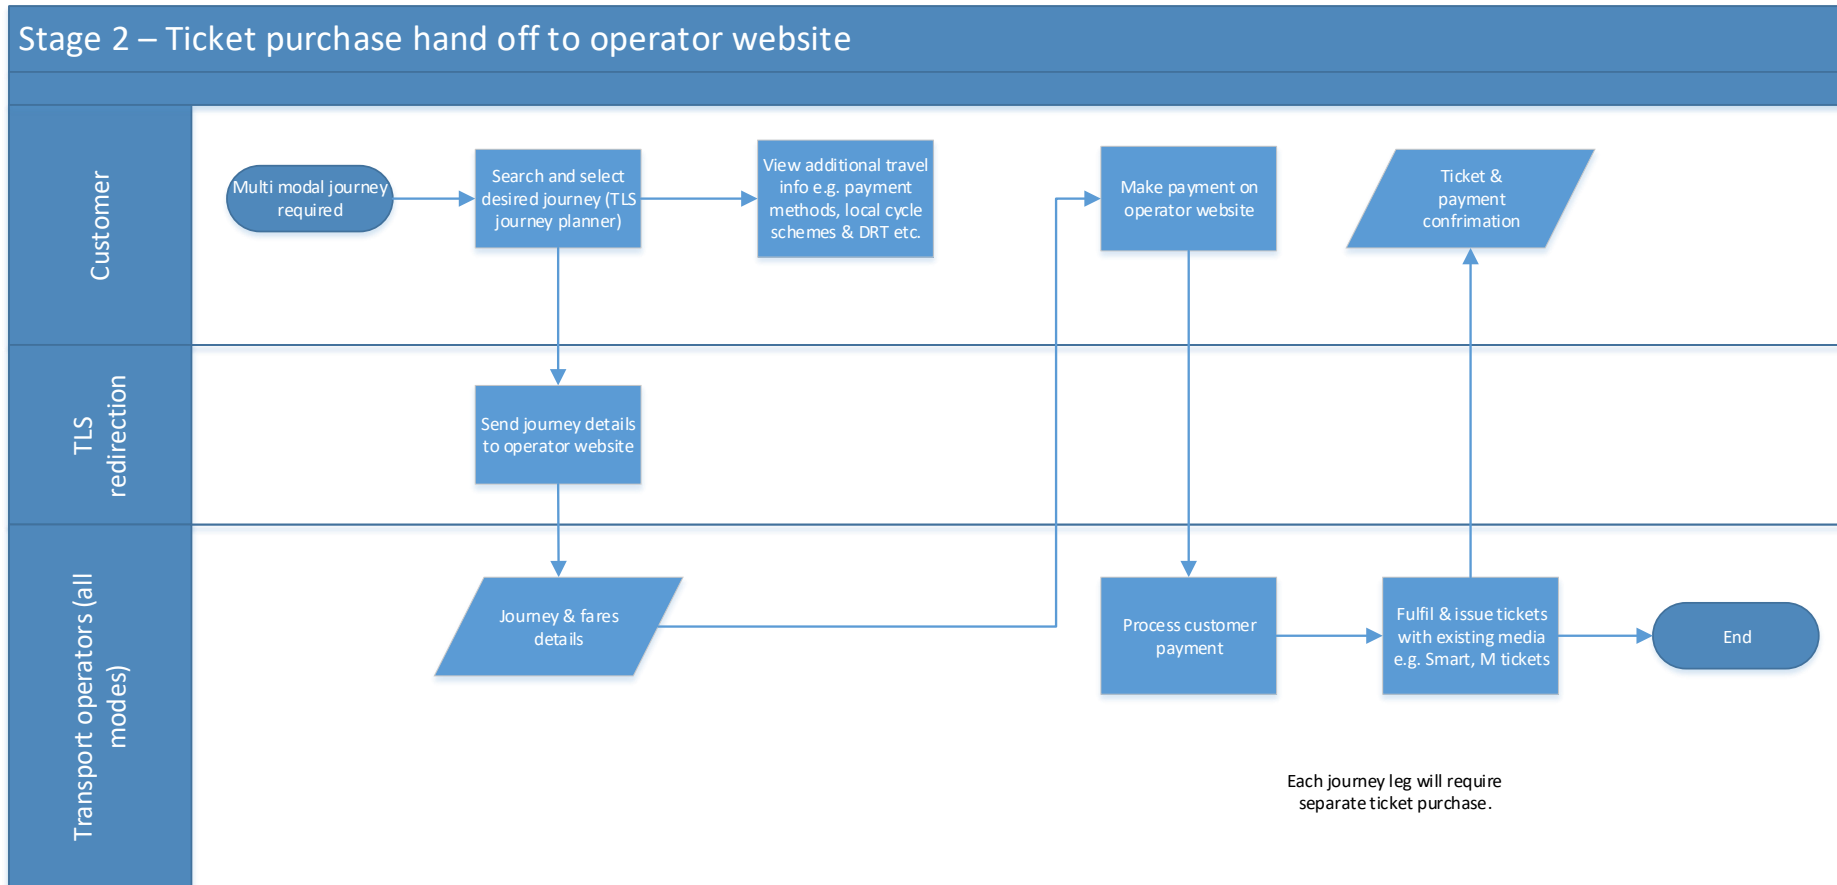 Stage 2 – Ticket purchase hand off to operator website
Customer
Multi modal journey
required
Search and select
desired journey (TLS
journey planner)
View additional travel
info e.g. payment
methods, local cycle
schemes & DRT etc.
Make payment on
operator website
Ticket &
payment
confrimation
TLS
redirection
Send journey details
to operator website
Transport operators (all
modes)
Journey & fares
details
Process customer
payment
Fulfil & issue tickets
with existing media
e.g. Smart, M tickets
End
Each journey leg will require
separate ticket purchase.